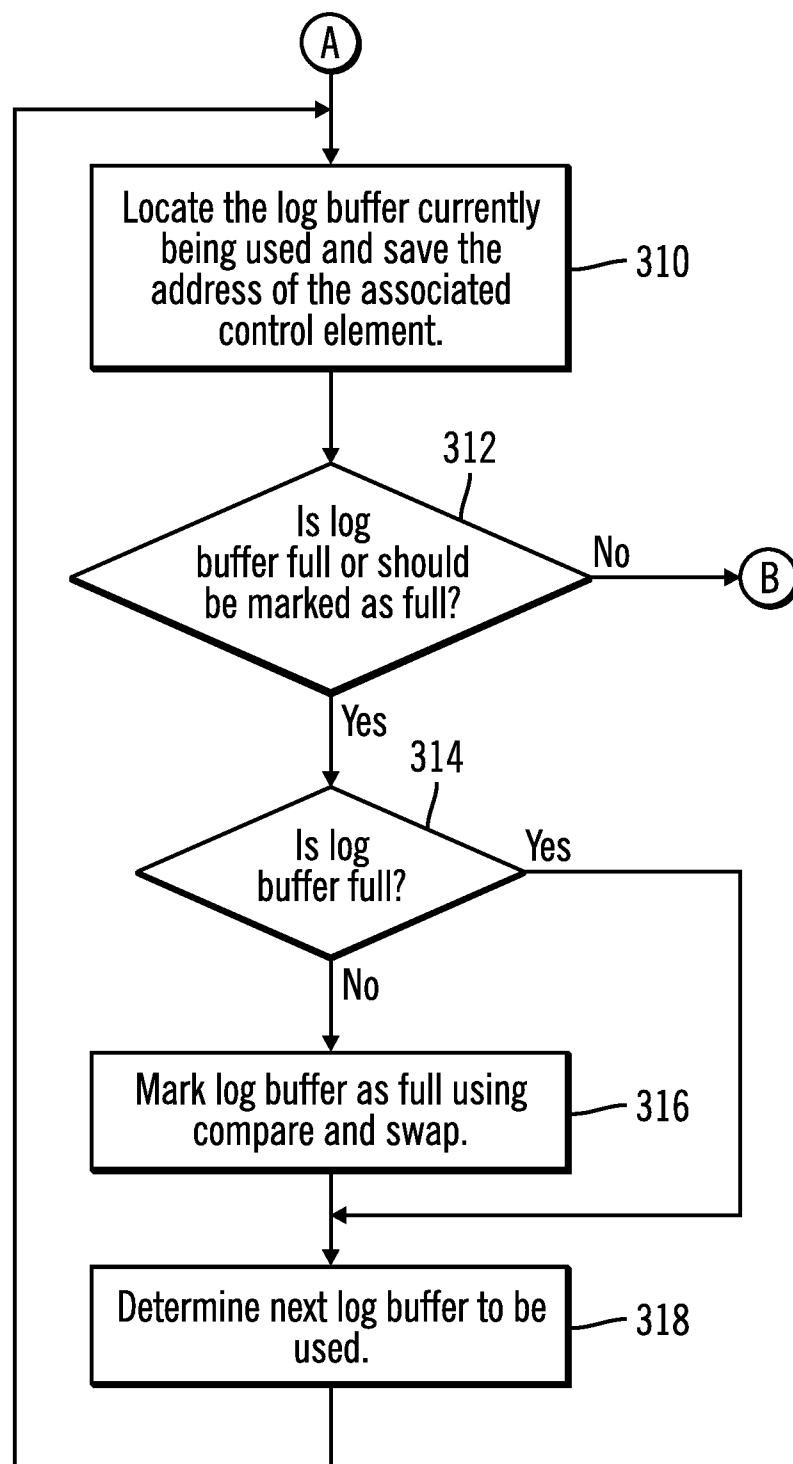 A
Locate the log buffer currently
being used and save the
address of the associated
control element.
310
312
Is log
buffer full or should
be marked as full?
No
B
Yes
314
Is log
buffer full?
Yes
No
Mark log buffer as full using
compare and swap.
316
Determine next log buffer to be
used.
318